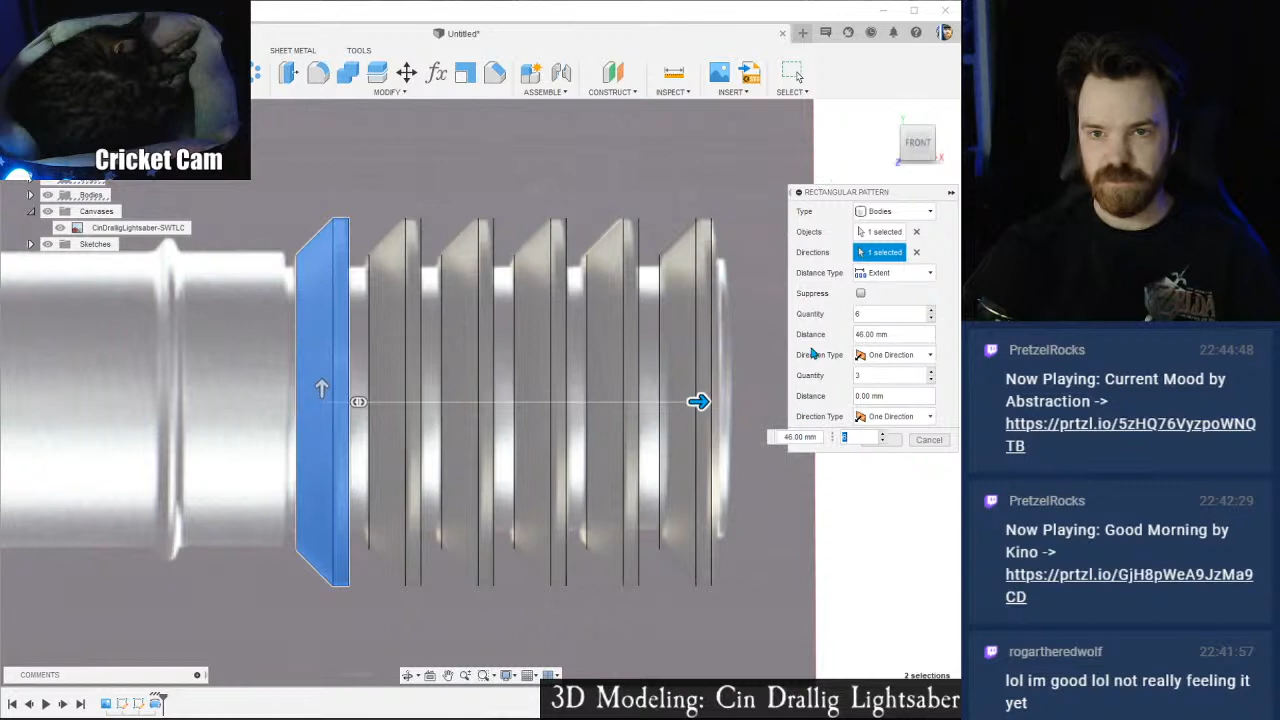 Untitled*
SHEET METAL TOOLS
MODIFY ASSEMBLE CONSTRUCT INSPECT INSERT SELECT
Cricket Cam
FRONT
Bodies
Canvases
CinDralligLightsaber-SWTLC
Sketches
RECTANGULAR PATTERN
Type Bodies
Objects 1 selected
Directions 1 selected
Distance Type Extent
Suppress
Quantity 6
Distance 46.00 mm
Direction Type One Direction
Quantity 3
Distance 0.00 mm
Direction Type One Direction
46.00 mm 6 Cancel
PretzelRocks 22:44:48
Now Playing: Current Mood by
Abstraction ->
https://prtzl.io/5zHQ76VyzpoWNQ
TB
PretzelRocks 22:42:29
Now Playing: Good Morning by
Kino ->
https://prtzl.io/GjH8pWeA9JzMa9
CD
rogartheredwolf 22:41:57
lol im good lol not really feeling it
yet
COMMENTS
2 selections
3D Modeling: Cin Drallig Lightsaber